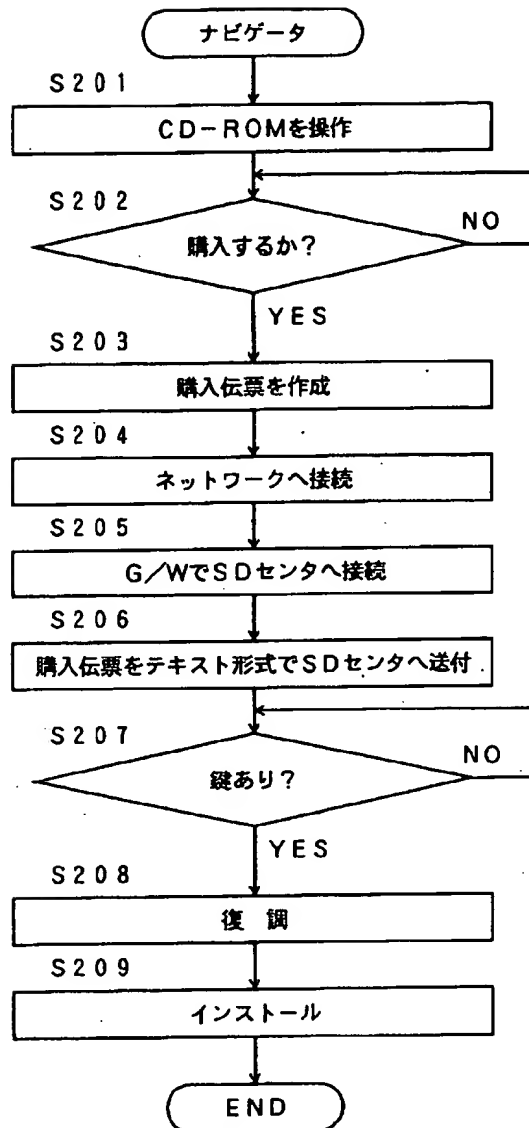 ナビゲータ
S201
CD-ROMを操作
S202
購入するか?
NO
YES
S203
購入伝票を作成
S204
ネットワークへ接続
S205
G/WでSDセンタへ接続
S206
購入伝票をテキスト形式でSDセンタへ送付
S207
鍵あり?
NO
YES
S208
復 調
S209
インストール
END